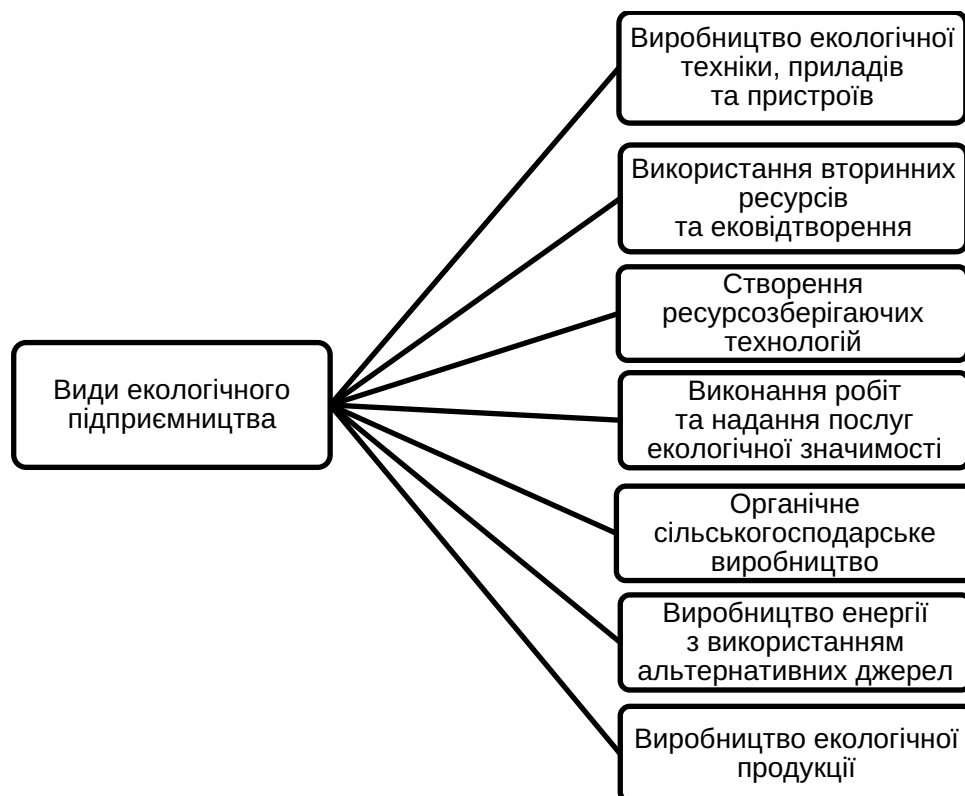 Виробництво екологічної
техніки, приладів
та пристроїв
Використання вторинних
ресурсів
та ековідтворення
Створення
ресурсозберігаючих
технологій
Види екологічного
підприємництва
Виконання робіт
та надання послуг
екологічної значимості
Органічне
сільськогосподарське
виробництво
Виробництво енергії
з використанням
альтернативних джерел
Виробництво екологічної
продукції